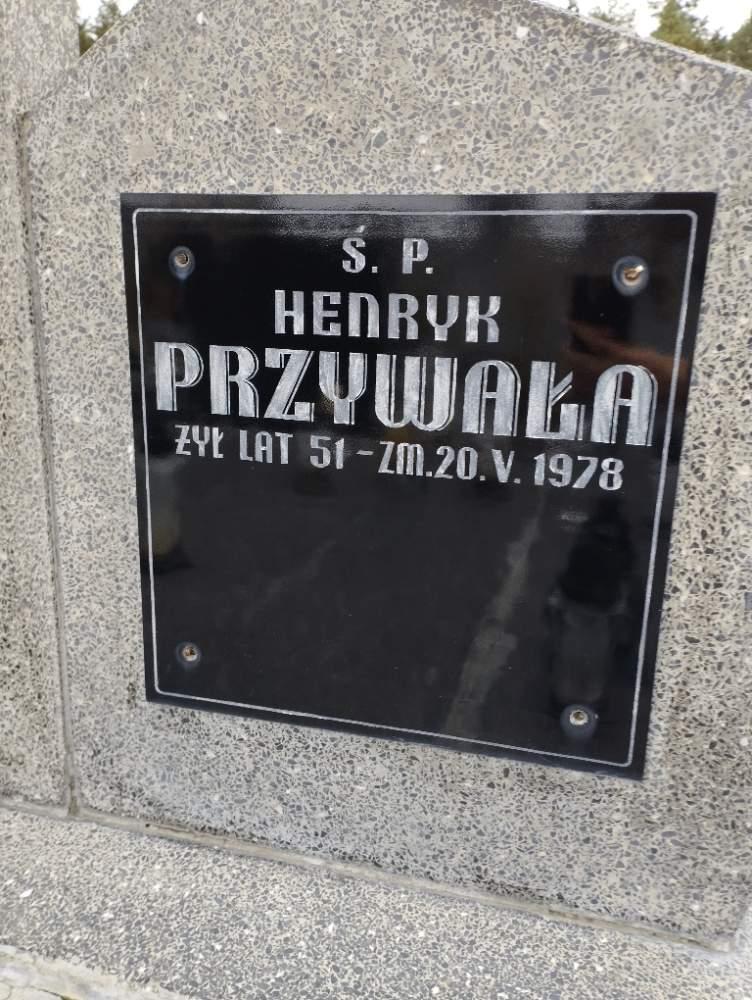 Ś. P.
HENRYK
PRZYWAŁA
ŻYŁ LAT 51 - ZM. 20. V. 1978